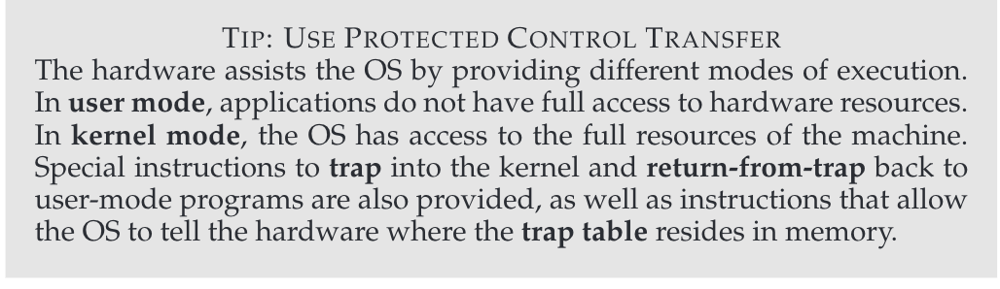 TIP: USE PROTECTED CONTROL TRANSFER
The hardware assists the OS by providing different modes of execution.
In user mode, applications do not have full access to hardware resources.
In kernel mode, the OS has access to the full resources of the machine.
Special instructions to trap into the kernel and return-from-trap back to
user-mode programs are also provided, as well as instructions that allow
the OS to tell the hardware where the trap table resides in memory.